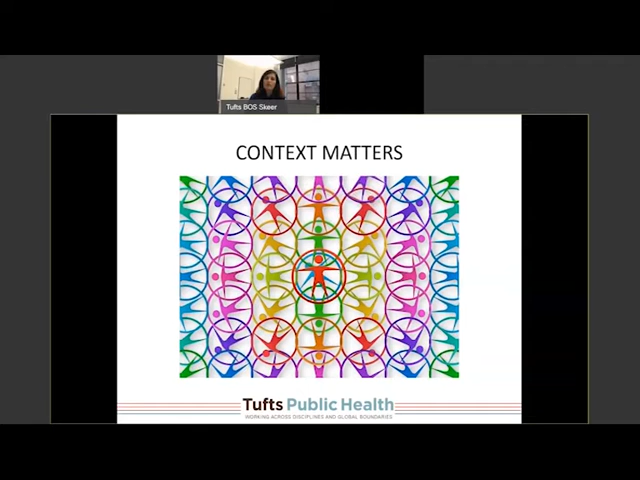 Tufts BOS Skeer
CONTEXT MATTERS
Tufts Public Health
WORKING ACROSS DISCIPLINES AND GLOBAL BOUNDARIES